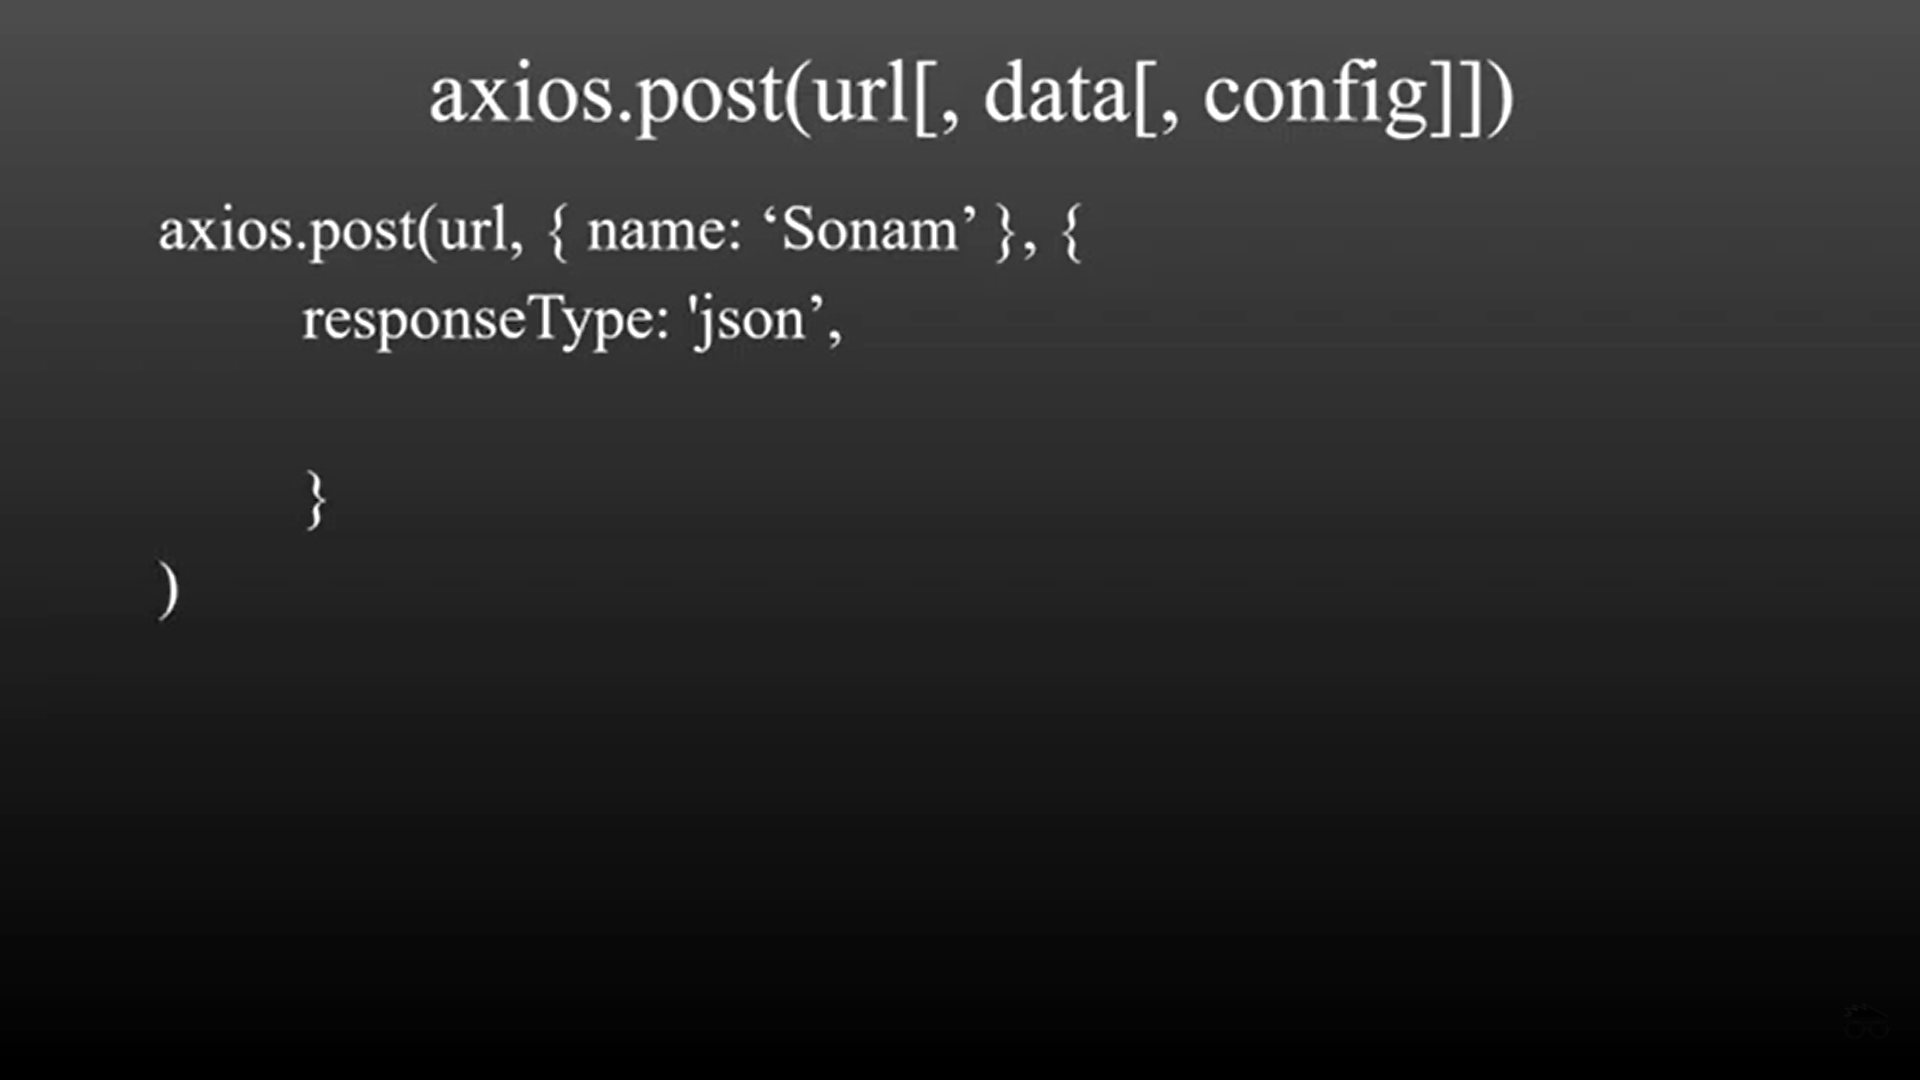 axios.post(url[, data[, config]])
axios.post(url, { name: ‘Sonam’ }, {
responseType: 'json’,
}
)